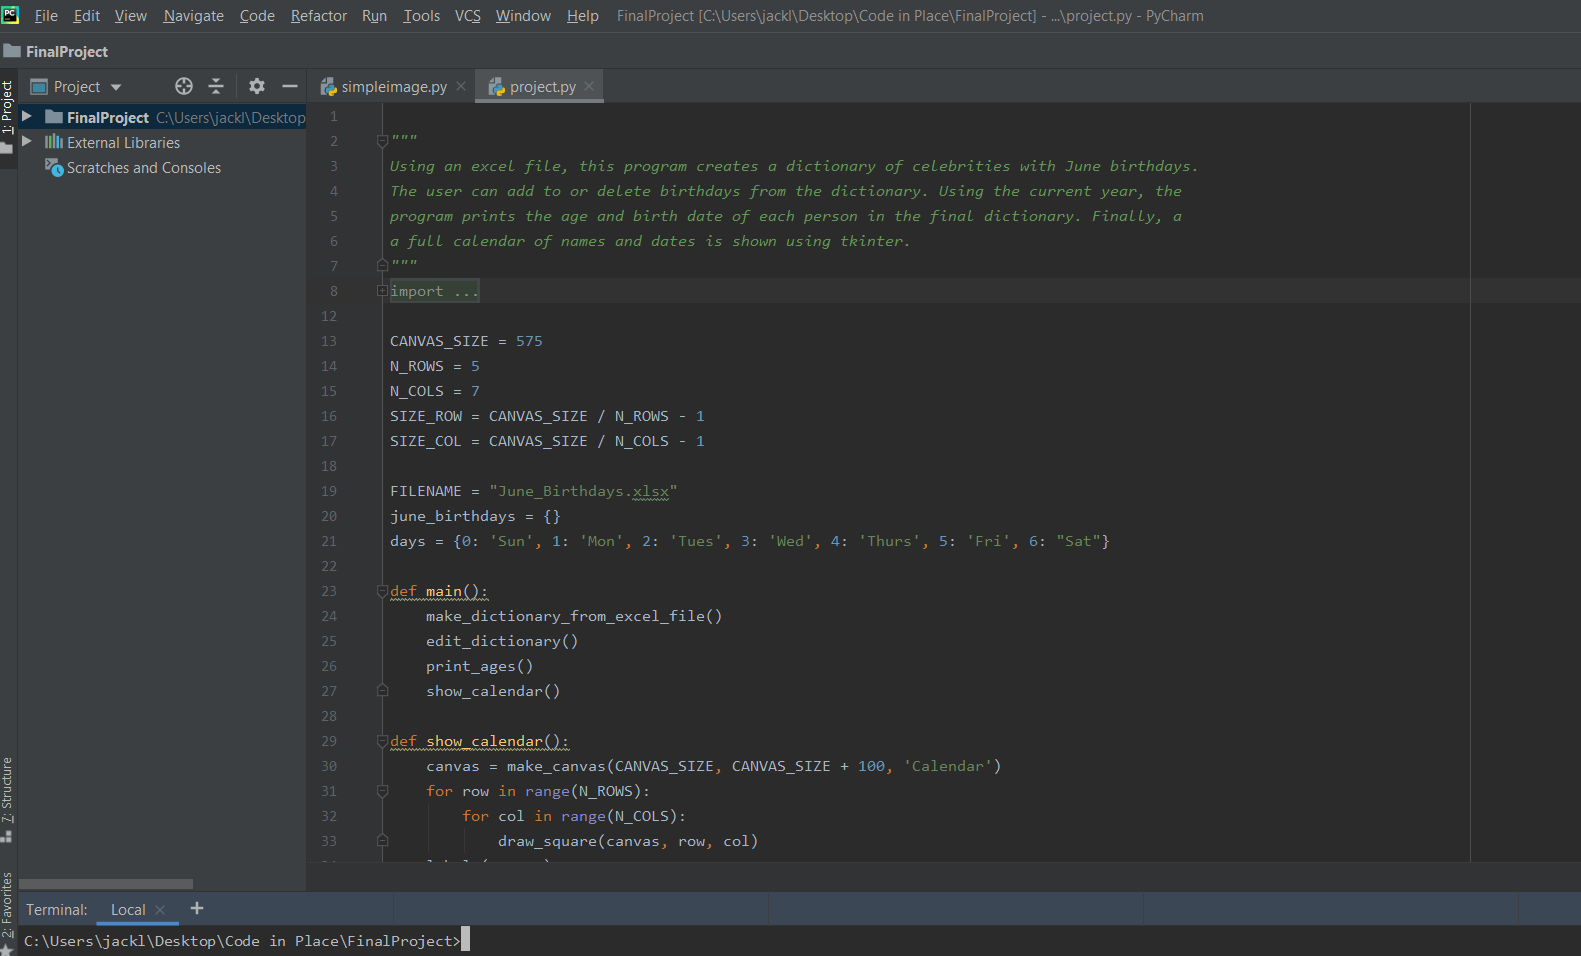 PC File Edit View Navigate Code Refactor Run Tools VCS Window Help FinalProject [C:\Users\jackl\Desktop\Code in Place\FinalProject] - ...\project.py - PyCharm
FinalProject
1: Project
Project
simpleimage.py project.py
FinalProject C:\Users\jackl\Desktop
External Libraries
Scratches and Consoles
1
2 """
3 Using an excel file, this program creates a dictionary of celebrities with June birthdays.
4 The user can add to or delete birthdays from the dictionary. Using the current year, the
5 program prints the age and birth date of each person in the final dictionary. Finally, a
6 a full calendar of names and dates is shown using tkinter.
7 """
8 import ...
12
13 CANVAS_SIZE = 575
14 N_ROWS = 5
15 N_COLS = 7
16 SIZE_ROW = CANVAS_SIZE / N_ROWS - 1
17 SIZE_COL = CANVAS_SIZE / N_COLS - 1
18
19 FILENAME = "June_Birthdays.xlsx"
20 june_birthdays = {}
21 days = {0: 'Sun', 1: 'Mon', 2: 'Tues', 3: 'Wed', 4: 'Thurs', 5: 'Fri', 6: "Sat"}
22
23 def main():
24 make_dictionary_from_excel_file()
25 edit_dictionary()
26 print_ages()
27 show_calendar()
28
29 def show_calendar():
30 canvas = make_canvas(CANVAS_SIZE, CANVAS_SIZE + 100, 'Calendar')
31 for row in range(N_ROWS):
32 for col in range(N_COLS):
33 draw_square(canvas, row, col)
7: Structure
2: Favorites
Terminal: Local
C:\Users\jackl\Desktop\Code in Place\FinalProject>